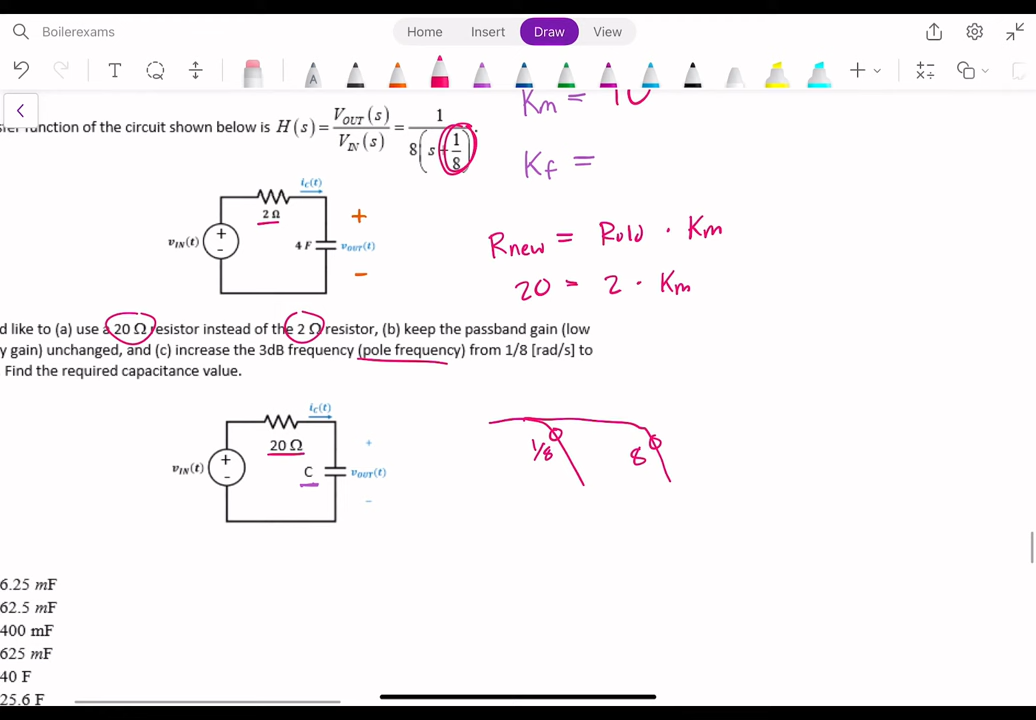 Boilerexams
Home Insert Draw View
Km = 10
function of the circuit shown below is H(s) = V_OUT(s) / V_IN(s) = 1 / 8(s + 1/8).
Kf =
i_C(t)
2 Ω
+
v_IN(t)
+
-
4 F
v_OUT(t)
-
Rnew = Rold · Km
20 = 2 · Km
d like to (a) use a 20 Ω resistor instead of the 2 Ω resistor, (b) keep the passband gain (low
y gain) unchanged, and (c) increase the 3dB frequency (pole frequency) from 1/8 [rad/s] to
. Find the required capacitance value.
i_C(t)
20 Ω
+
v_IN(t)
+
-
C
v_OUT(t)
-
1/8
8
6.25 mF
62.5 mF
400 mF
625 mF
40 F
25.6 F